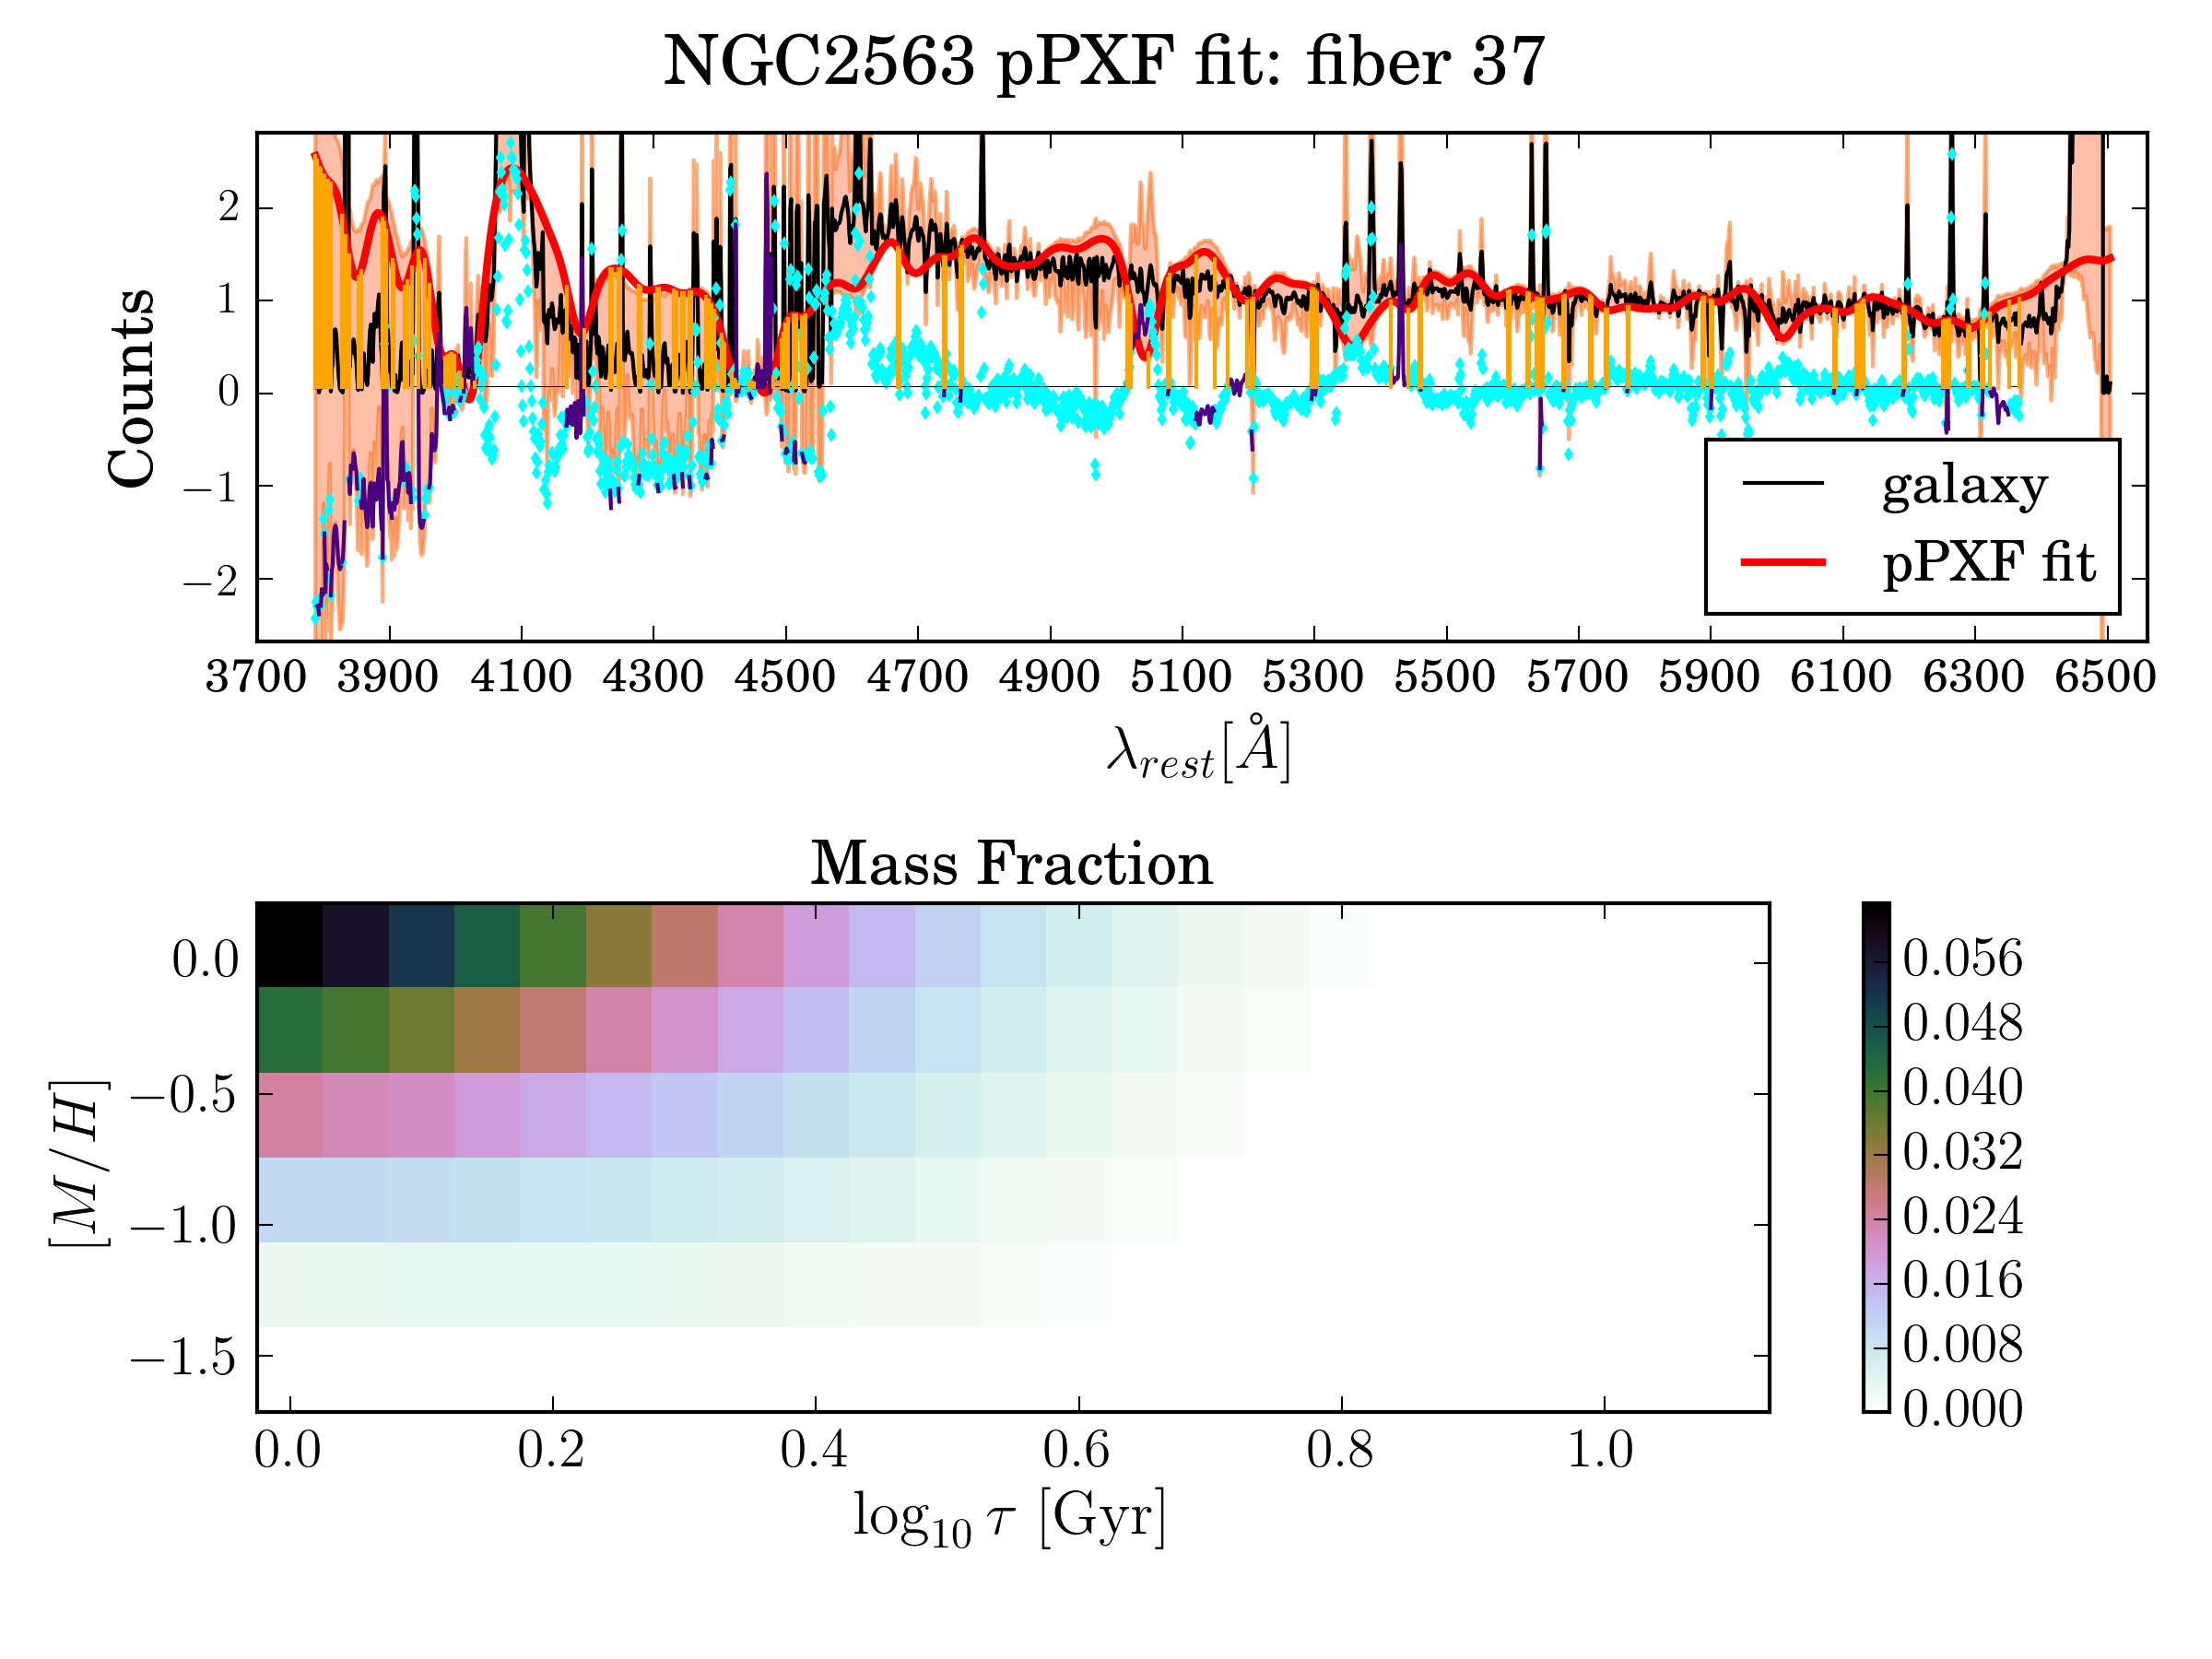 NGC2563 pPXF fit: fiber 37
Counts
2
1
0
−1
−2
galaxy
pPXF fit
3700 3900 4100 4300 4500 4700 4900 5100 5300 5500 5700 5900 6100 6300 6500
λ_rest[Å]
Mass Fraction
[M/H]
0.0
−0.5
−1.0
−1.5
0.0 0.2 0.4 0.6 0.8 1.0
log₁₀ τ [Gyr]
0.056
0.048
0.040
0.032
0.024
0.016
0.008
0.000